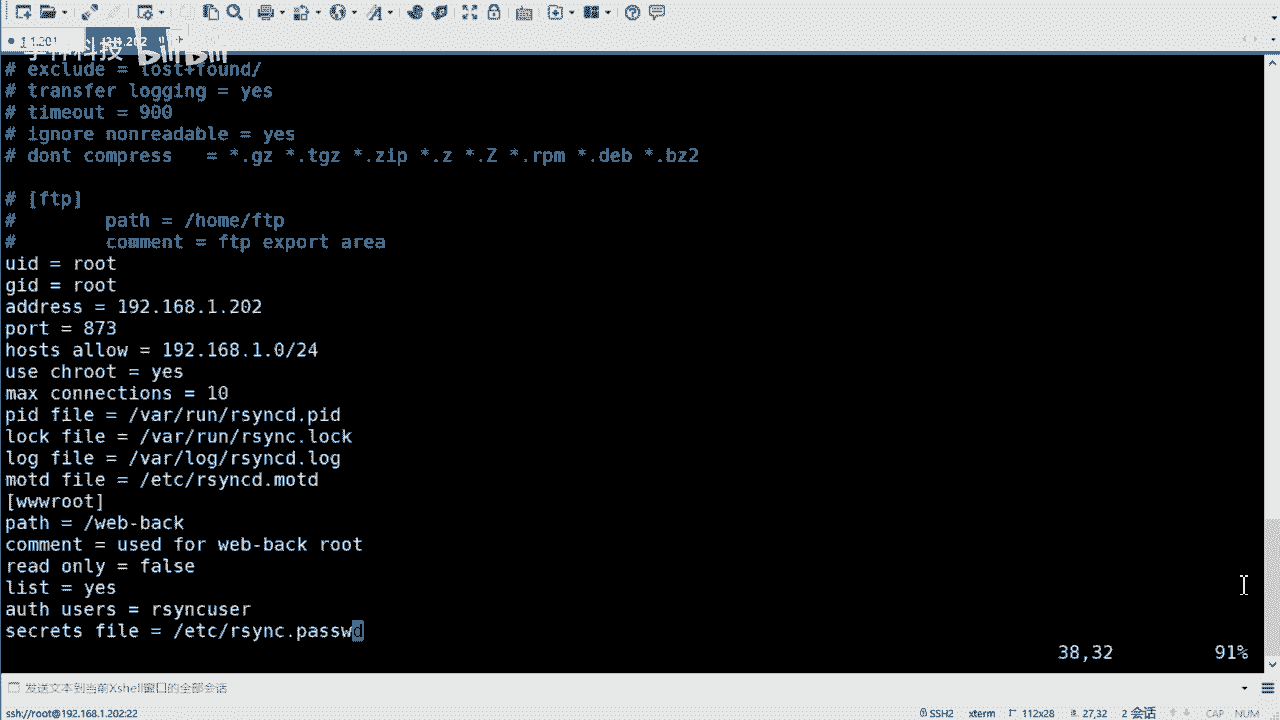 bilibili
# exclude = lost+found/
# transfer logging = yes
# timeout = 900
# ignore nonreadable = yes
# dont compress   = *.gz *.tgz *.zip *.z *.Z *.rpm *.deb *.bz2
# [ftp]
#        path = /home/ftp
#        comment = ftp export area
uid = root
gid = root
address = 192.168.1.202
port = 873
hosts allow = 192.168.1.0/24
use chroot = yes
max connections = 10
pid file = /var/run/rsyncd.pid
lock file = /var/run/rsync.lock
log file = /var/log/rsyncd.log
motd file = /etc/rsyncd.motd
[wwwroot]
path = /web-back
comment = used for web-back root
read only = false
list = yes
auth users = rsyncuser
secrets file = /etc/rsync.passwd
38,32 91%
发送文本到当前Xshell窗口的全部会话
ssh://root@192.168.1.202:22 SSH2 xterm 112x28 27,32 2 会话 CAP NUM